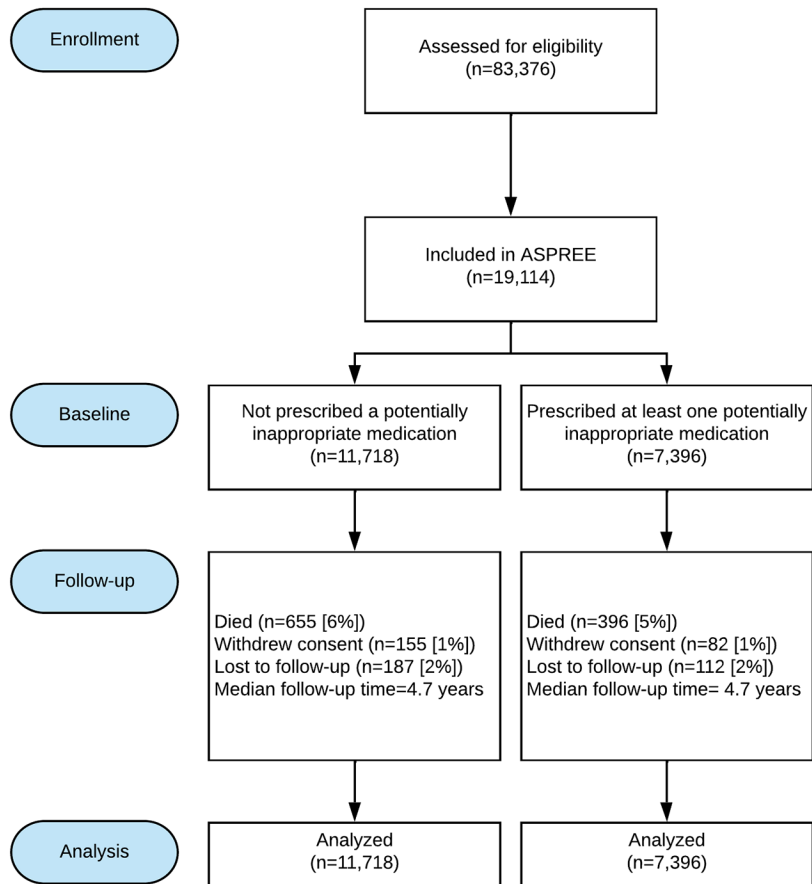 Enrollment
Assessed for eligibility
(n=83,376)
Included in ASPREE
(n=19,114)
Baseline
Not prescribed a potentially
inappropriate medication
(n=11,718)
Prescribed at least one potentially
inappropriate medication
(n=7,396)
Follow-up
Died (n=655 [6%])
Withdrew consent (n=155 [1%])
Lost to follow-up (n=187 [2%])
Median follow-up time=4.7 years
Died (n=396 [5%])
Withdrew consent (n=82 [1%])
Lost to follow-up (n=112 [2%])
Median follow-up time= 4.7 years
Analysis
Analyzed
(n=11,718)
Analyzed
(n=7,396)